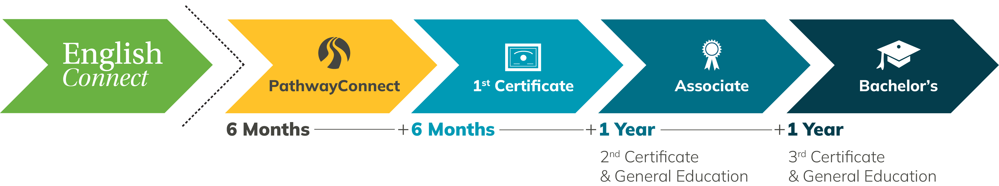 English
Connect
PathwayConnect
1st Certificate
Associate
Bachelor's
6 Months + 6 Months + 1 Year + 1 Year
2nd Certificate
& General Education
3rd Certificate
& General Education